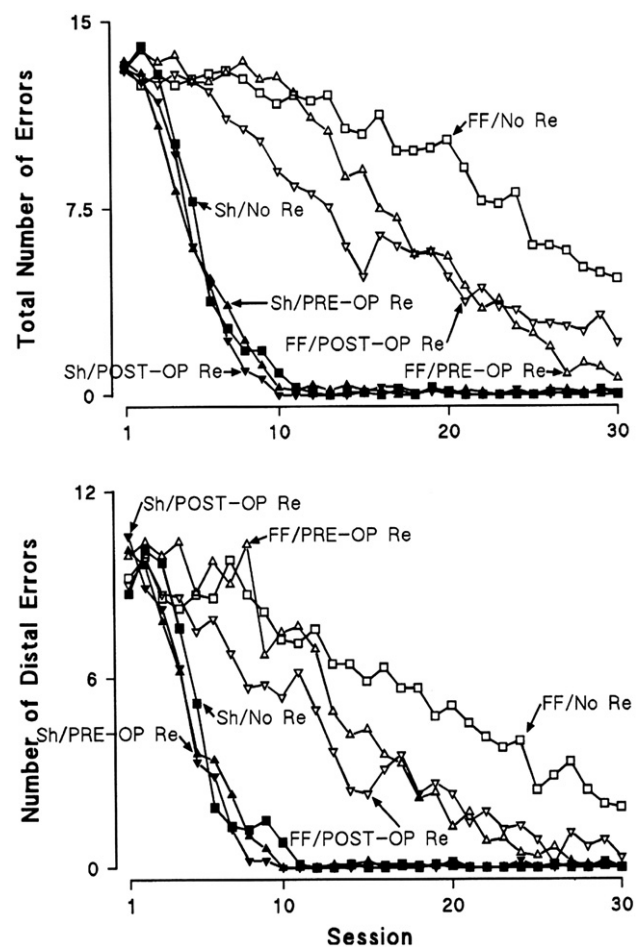 15
Total Number of Errors
FF/No Re
7.5
Sh/No Re
Sh/PRE-OP Re
FF/POST-OP Re
Sh/POST-OP Re
FF/PRE-OP Re
0
1
10
20
30
12
Number of Distal Errors
Sh/POST-OP Re
FF/PRE-OP Re
6
FF/No Re
Sh/No Re
Sh/PRE-OP Re
FF/POST-OP Re
0
1
10
20
30
Session